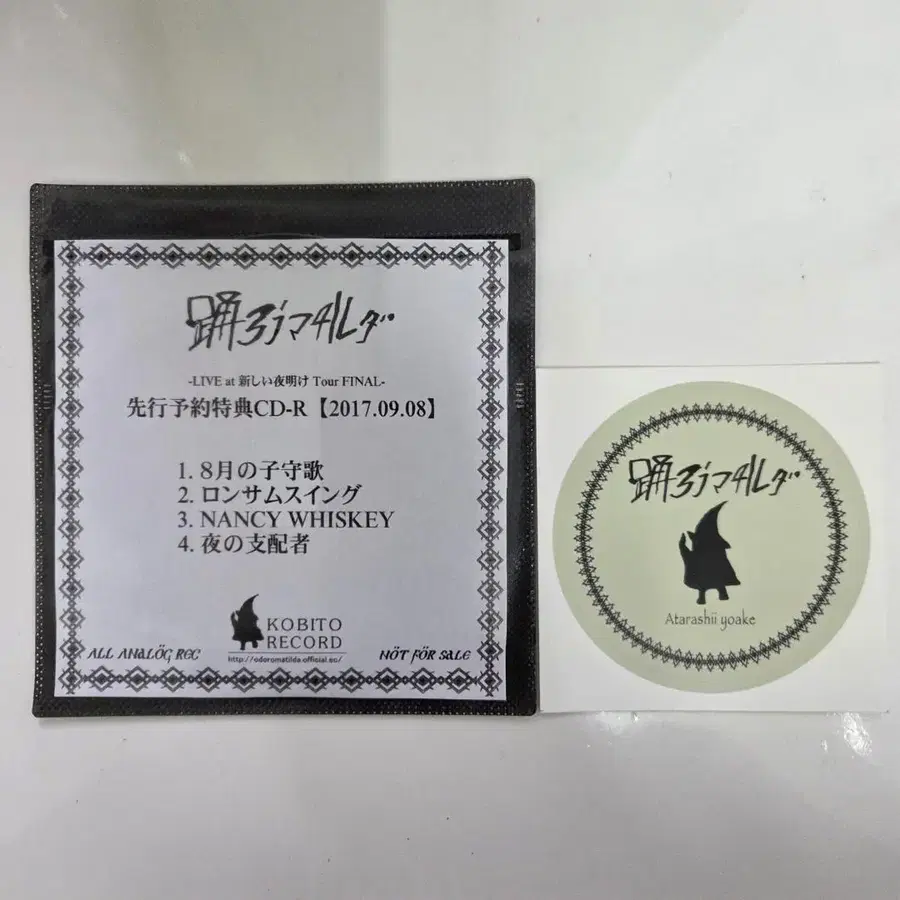 踊ろうマチルダ
-LIVE at 新しい夜明け Tour FINAL-
先行予約特典CD-R【2017.09.08】
1. 8月の子守歌
2. ロンサムスイング
3. NANCY WHISKEY
4. 夜の支配者
KOBITO
RECORD
http://odoromatilda.official.ec/
ALL ANALÖG REC
NÖT FÖR SALE
踊ろうマチルダ
Atarashii yoake